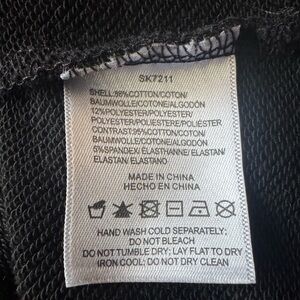 SK7211
SHELL:88%COTTON/COTON/
BAUMWOLLE/COTONE/ALGODÓN
12%POLYESTER/POLYESTER/
POLYESTER/POLIESTERE/POLIÉSTER
CONTRAST:95%COTTON/COTON/
BAUMWOLLE/COTONE/ALGODÓN
5%SPANDEX/ÉLASTHANNE/ELASTAN/
ELASTAN/ELASTANO
MADE IN CHINA
HECHO EN CHINA
HAND WASH COLD SEPARATELY;
DO NOT BLEACH
DO NOT TUMBLE DRY; LAY FLAT TO DRY
IRON COOL; DO NOT DRY CLEAN